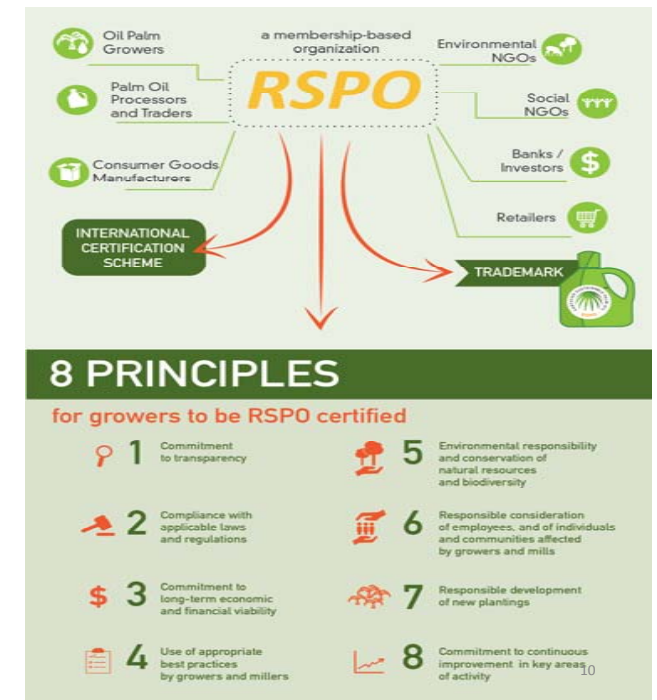 a membership-based
organization
RSPO
Oil Palm
Growers
Palm Oil
Processors
and Traders
Consumer Goods
Manufacturers
Environmental
NGOs
Social
NGOs
Banks /
Investors
Retailers
INTERNATIONAL
CERTIFICATION
SCHEME
TRADEMARK
8 PRINCIPLES
for growers to be RSPO certified
1 Commitment
to transparency
2 Compliance with
applicable laws
and regulations
3 Commitment to
long-term economic
and financial viability
4 Use of appropriate
best practices
by growers and millers
5 Environmental responsibility
and conservation of
natural resources
and biodiversity
6 Responsible consideration
of employees, and of individuals
and communities affected
by growers and mills
7 Responsible development
of new plantings
8 Commitment to continuous
improvement in key areas
of activity
10